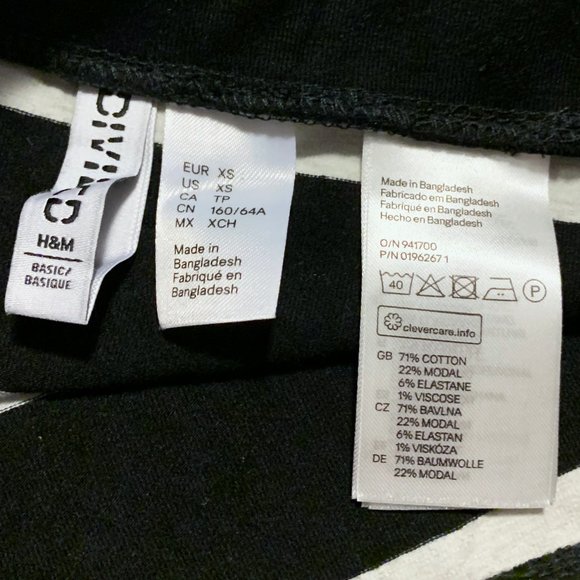 DIVIDED
H&M
BASIC/
BASIQUE
EUR XS
US XS
CA TP
CN 160/64A
MX XCH
Made in
Bangladesh
Fabriqué en
Bangladesh
Made in Bangladesh
Fabricado em Bangladesh
Fabriqué en Bangladesh
Hecho en Bangladesh
O/N 941700
P/N 0196267 1
40
P
clevercare.info
GB 71% COTTON
22% MODAL
6% ELASTANE
1% VISCOSE
CZ 71% BAVLNA
22% MODAL
6% ELASTAN
1% VISKÓZA
DE 71% BAUMWOLLE
22% MODAL